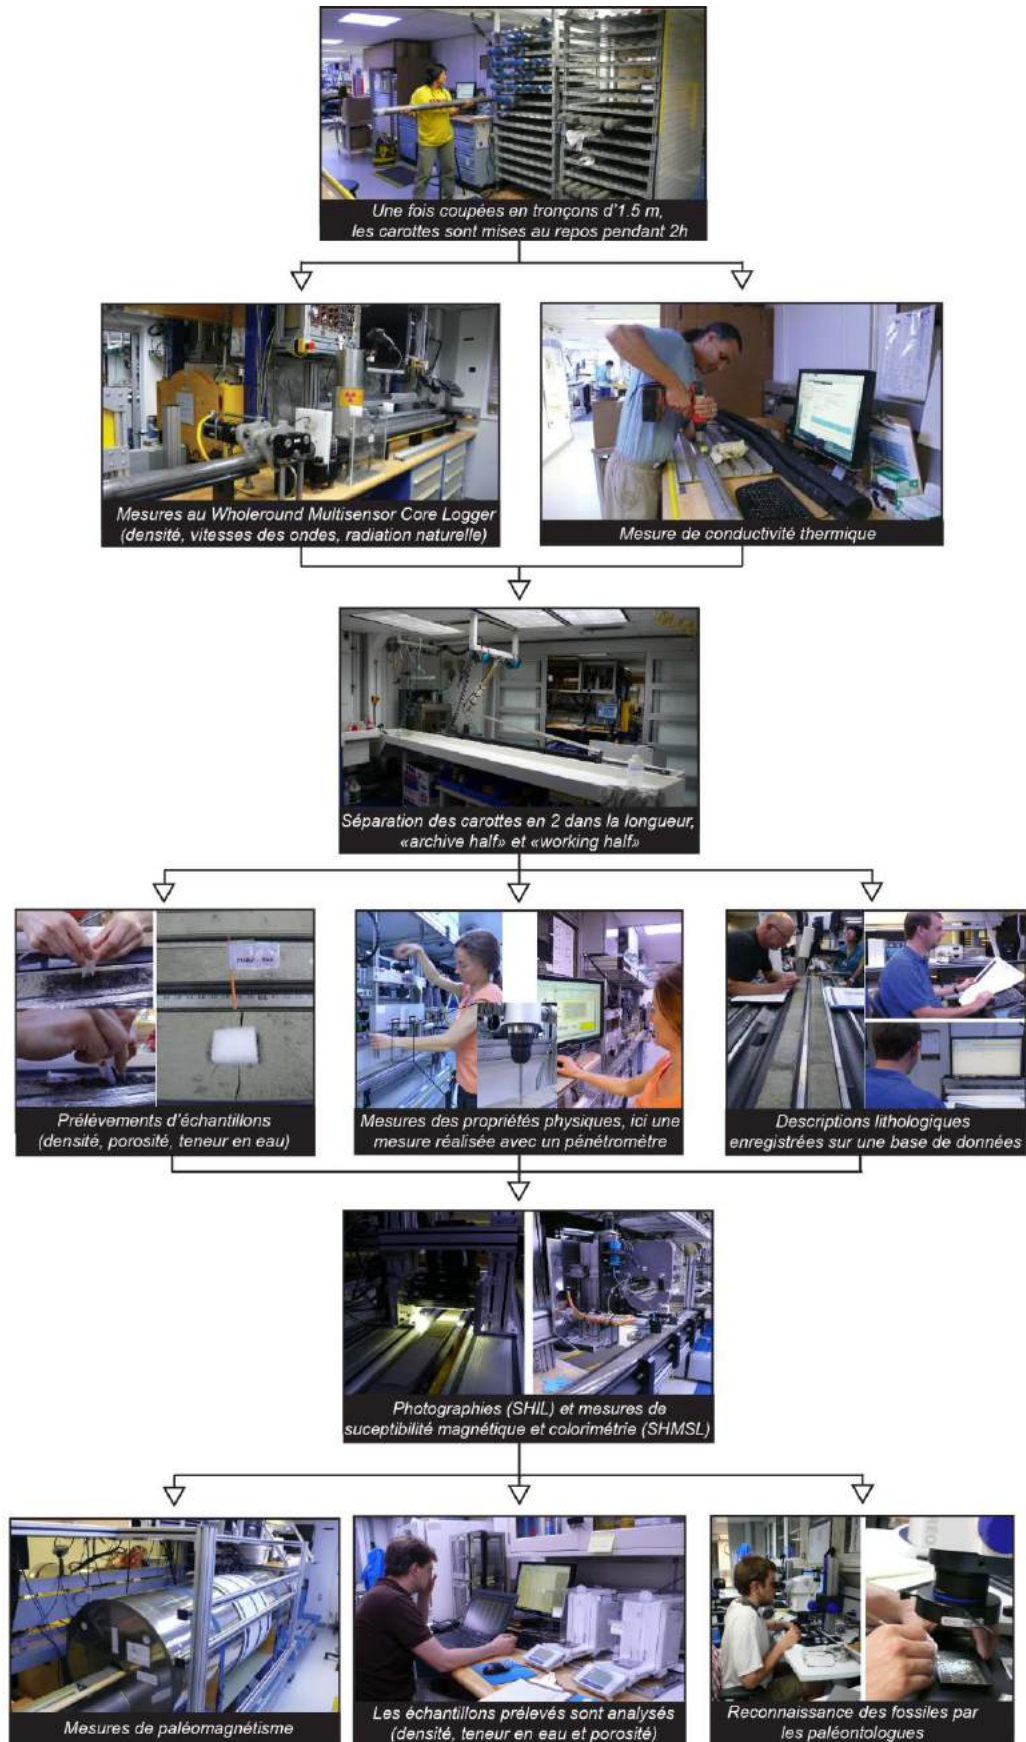 Une fois coupées en tronçons d'1.5 m,
les carottes sont mises au repos pendant 2h
Mesures au Wholeround Multisensor Core Logger
(densité, vitesses des ondes, radiation naturelle)
Mesure de conductivité thermique
Séparation des carottes en 2 dans la longueur,
«archive half» et «working half»
Prélèvements d'échantillons
(densité, porosité, teneur en eau)
Mesures des propriétés physiques, ici une
mesure réalisée avec un pénétromètre
Descriptions lithologiques
enregistrées sur une base de données
Photographies (SHIL) et mesures de
suceptibilité magnétique et colorimétrie (SHMSL)
Mesures de paléomagnétisme
Les échantillons prélevés sont analysés
(densité, teneur en eau et porosité)
Reconnaissance des fossiles par
les paléontologues